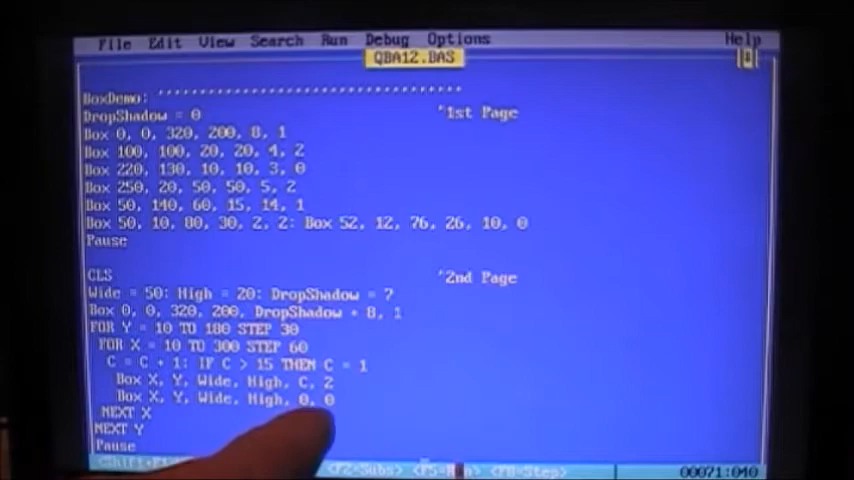 File Edit View Search Run Debug Options Help
QBA12.BAS
BoxDemo: '''''''''''''''''''''''''''''''''''
DropShadow = 0 '1st Page
Box 0, 0, 320, 200, 8, 1
Box 100, 100, 20, 20, 4, 2
Box 220, 130, 10, 10, 3, 0
Box 250, 20, 50, 50, 5, 2
Box 50, 140, 60, 15, 14, 1
Box 50, 10, 80, 30, 2, 2: Box 52, 12, 76, 26, 10, 0
Pause
CLS '2nd Page
Wide = 50: High = 20: DropShadow = 7
Box 0, 0, 320, 200, DropShadow + 8, 1
FOR Y = 10 TO 180 STEP 30
FOR X = 10 TO 300 STEP 60
C = C + 1: IF C > 15 THEN C = 1
Box X, Y, Wide, High, C, 2
Box X, Y, Wide, High, 0, 0
NEXT X
NEXT Y
Pause
<F2=Subs> <F5=Run> <F8=Step> 00071:040